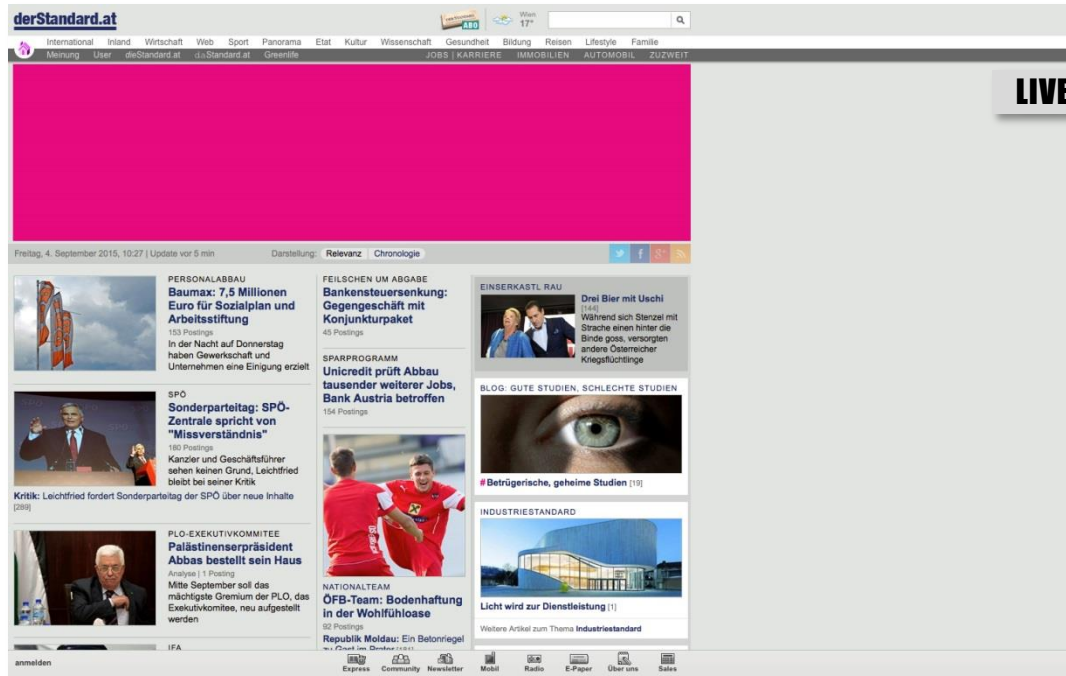 derStandard.at
ABO
Wien
17°
International Inland Wirtschaft Web Sport Panorama Etat Kultur Wissenschaft Gesundheit Bildung Reisen Lifestyle Familie
Meinung User dieStandard.at daStandard.at Greenlife JOBS | KARRIERE IMMOBILIEN AUTOMOBIL ZUZWEIT
LIVE
Freitag, 4. September 2015, 10:27 | Update vor 5 min Darstellung: Relevanz Chronologie
PERSONALABBAU
Baumax: 7,5 Millionen
Euro für Sozialplan und
Arbeitsstiftung
153 Postings
In der Nacht auf Donnerstag
haben Gewerkschaft und
Unternehmen eine Einigung erzielt
SPÖ
Sonderparteitag: SPÖ-
Zentrale spricht von
"Missverständnis"
180 Postings
Kanzler und Geschäftsführer
sehen keinen Grund, Leichtfried
bleibt bei seiner Kritik
Kritik: Leichtfried fordert Sonderparteitag der SPÖ über neue Inhalte
[289]
PLO-EXEKUTIVKOMMITEE
Palästinenserpräsident
Abbas bestellt sein Haus
Analyse | 1 Posting
Mitte September soll das
mächtigste Gremium der PLO, das
Exekutivkomitee, neu aufgestellt
werden
IFA
FEILSCHEN UM ABGABE
Bankensteuersenkung:
Gegengeschäft mit
Konjunkturpaket
45 Postings
SPARPROGRAMM
Unicredit prüft Abbau
tausender weiterer Jobs,
Bank Austria betroffen
154 Postings
NATIONALTEAM
ÖFB-Team: Bodenhaftung
in der Wohlfühloase
92 Postings
Republik Moldau: Ein Betonriegel
zu Gast im Prater [181]
EINSERKASTL RAU
Drei Bier mit Uschi
[144]
Während sich Stenzel mit
Strache einen hinter die
Binde goss, versorgten
andere Österreicher
Kriegsflüchtlinge
BLOG: GUTE STUDIEN, SCHLECHTE STUDIEN
#Betrügerische, geheime Studien [19]
INDUSTRIESTANDARD
Licht wird zur Dienstleistung [1]
Weitere Artikel zum Thema Industriestandard
anmelden Express Community Newsletter Mobil Radio E-Paper Über uns Sales